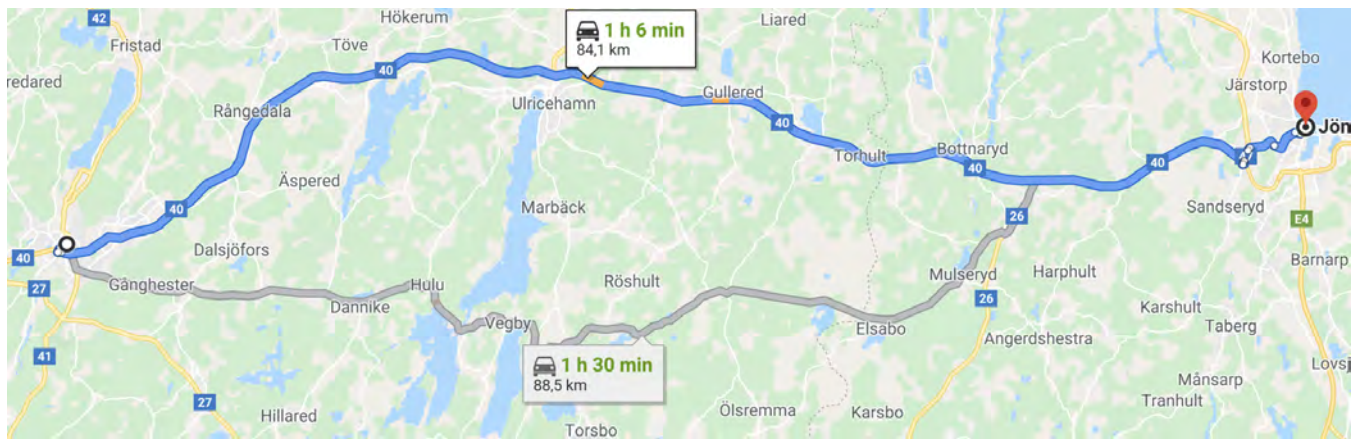 42
Fristad
Hökerum
Töve
40
1 h 6 min
84,1 km
Liared
Kortebo
Järstorp
redared
Rångedala
Ulricehamn
Gullered
40
40
Jön
Torhult
Bottnaryd
40
40
Äspered
Marbäck
26
Sandseryd
E4
40
Dalsjöfors
40
Gånghester
27
Dannike
Hulu
Röshult
Mulseryd
Harphult
Barnarp
26
Karshult
Vegby
Elsabo
Angerdshestra
Taberg
41
1 h 30 min
88,5 km
Lovsj
Månsarp
27
Hillared
Ölsremma
Karsbo
Tranhult
Torsbo